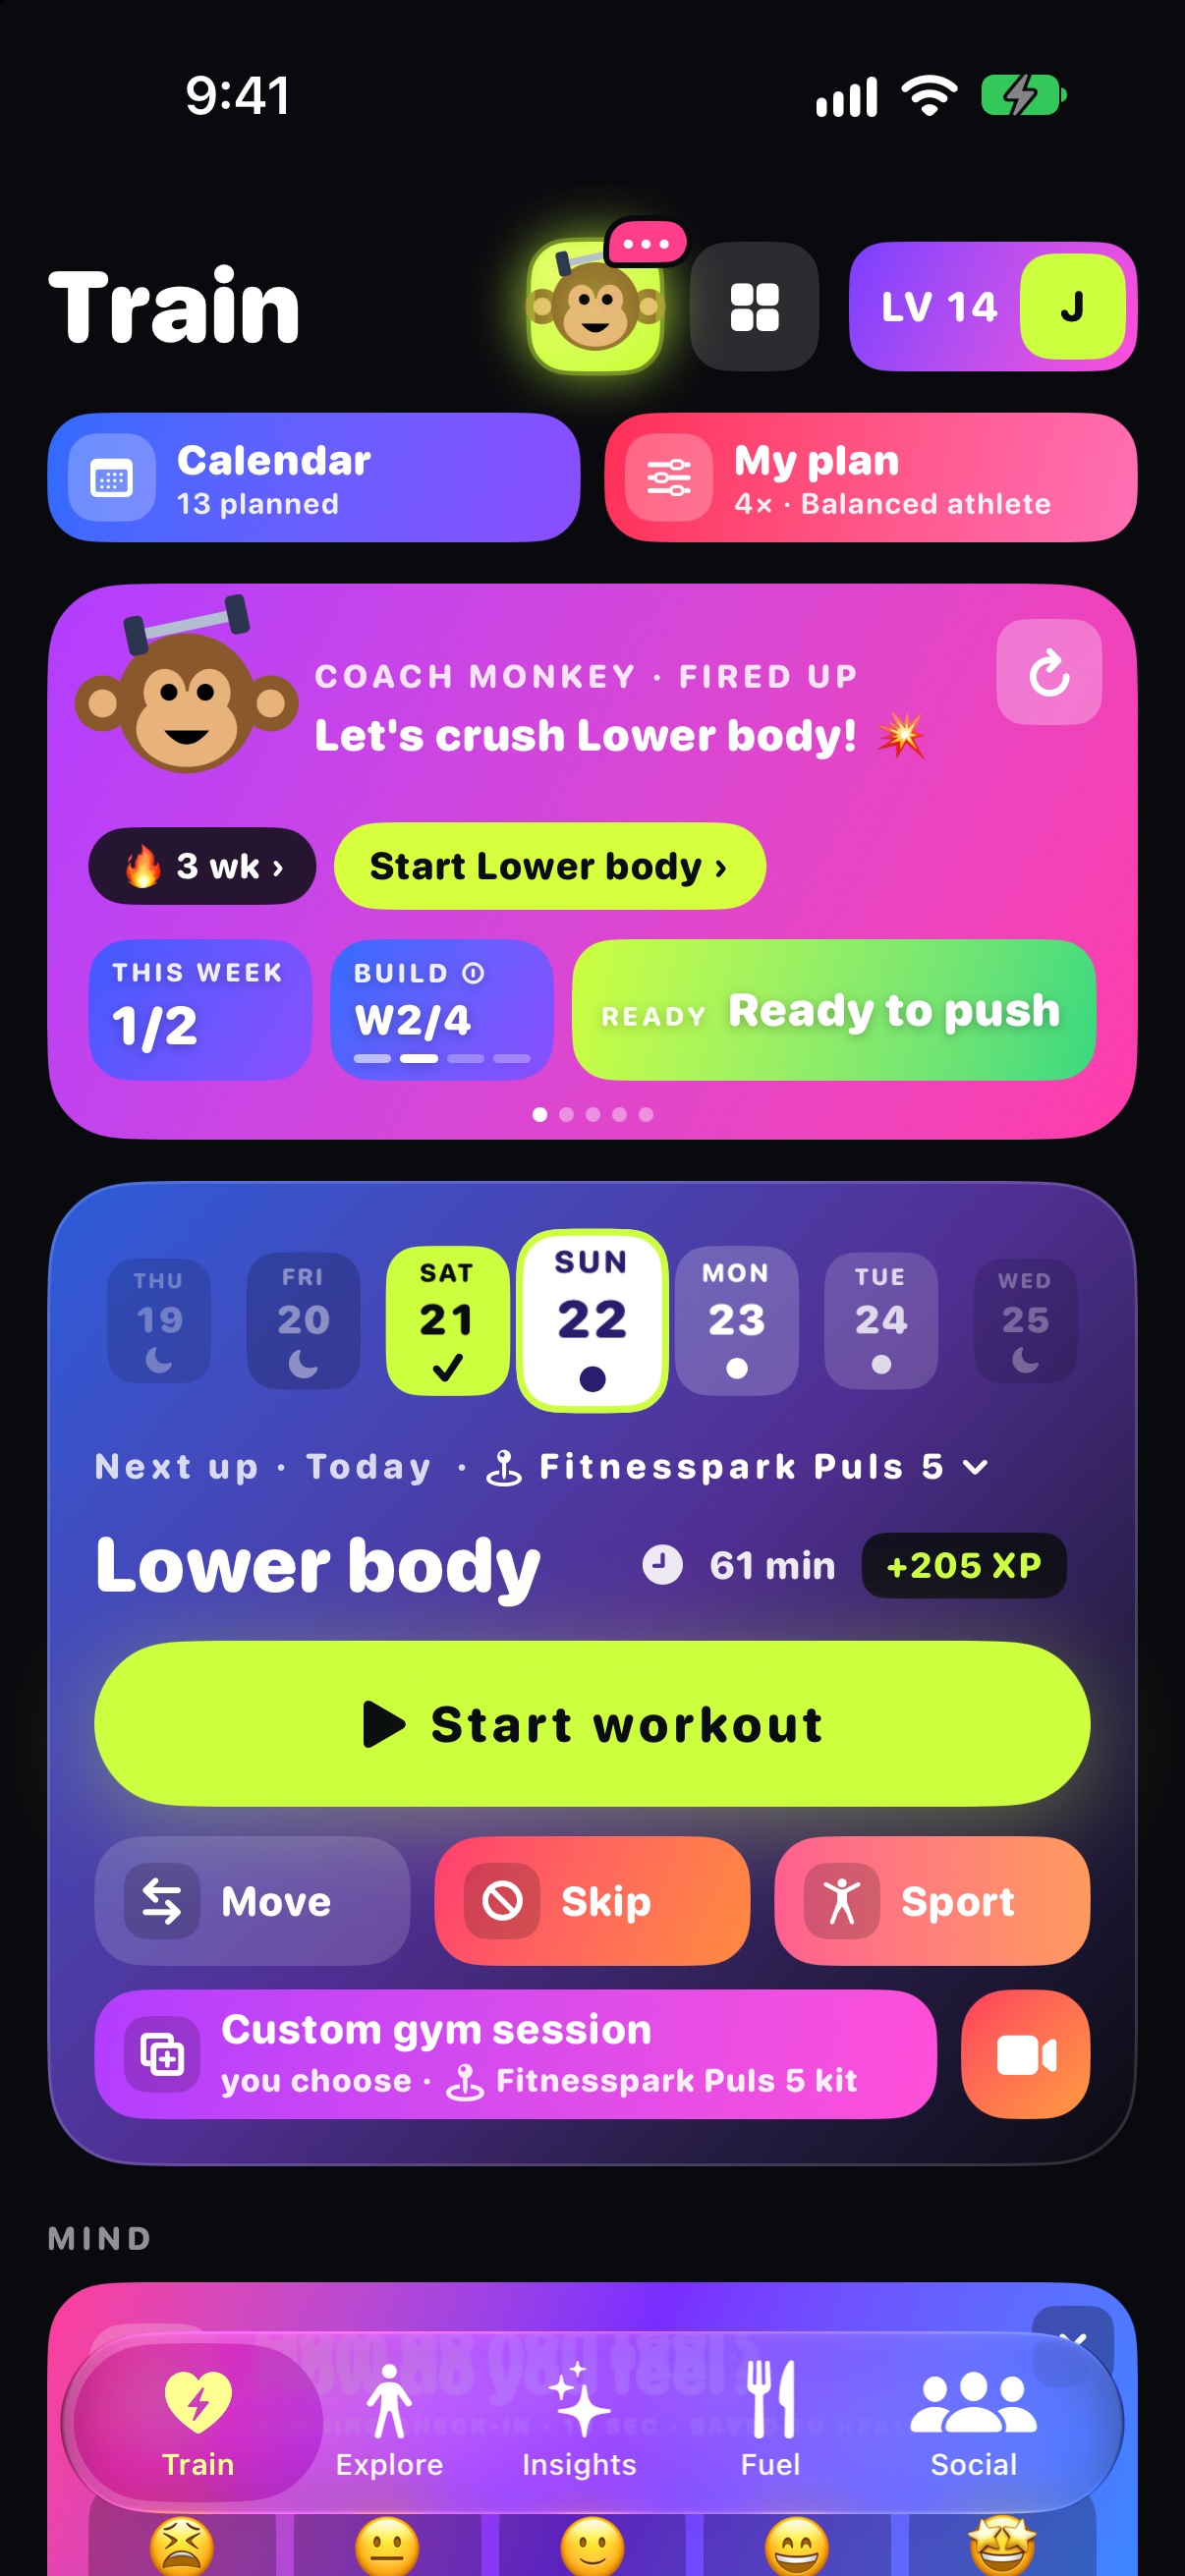 9:41
Train
LV 14
J
Calendar
13 planned
My plan
4× · Balanced athlete
COACH MONKEY · FIRED UP
Let's crush Lower body! 💥
🔥 3 wk ›
Start Lower body ›
THIS WEEK
1/2
BUILD
W2/4
READY Ready to push
THU
19
FRI
20
SAT
21
SUN
22
MON
23
TUE
24
WED
25
Next up · Today · Fitnesspark Puls 5
Lower body
61 min
+205 XP
Start workout
Move
Skip
Sport
Custom gym session
you choose · Fitnesspark Puls 5 kit
MIND
How do you feel?
Train
Explore
Insights
Fuel
Social